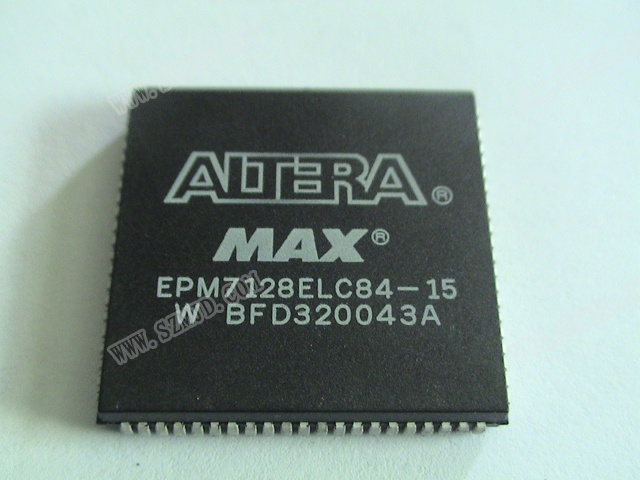 ALTERA®
MAX®
EPM7128ELC84-15
W BFD320043A